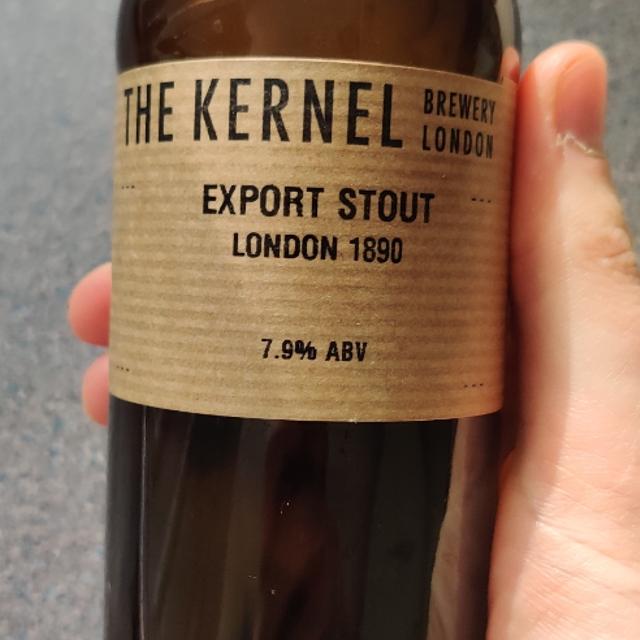 THE KERNEL BREWERY LONDON
EXPORT STOUT
LONDON 1890
7.9% ABV